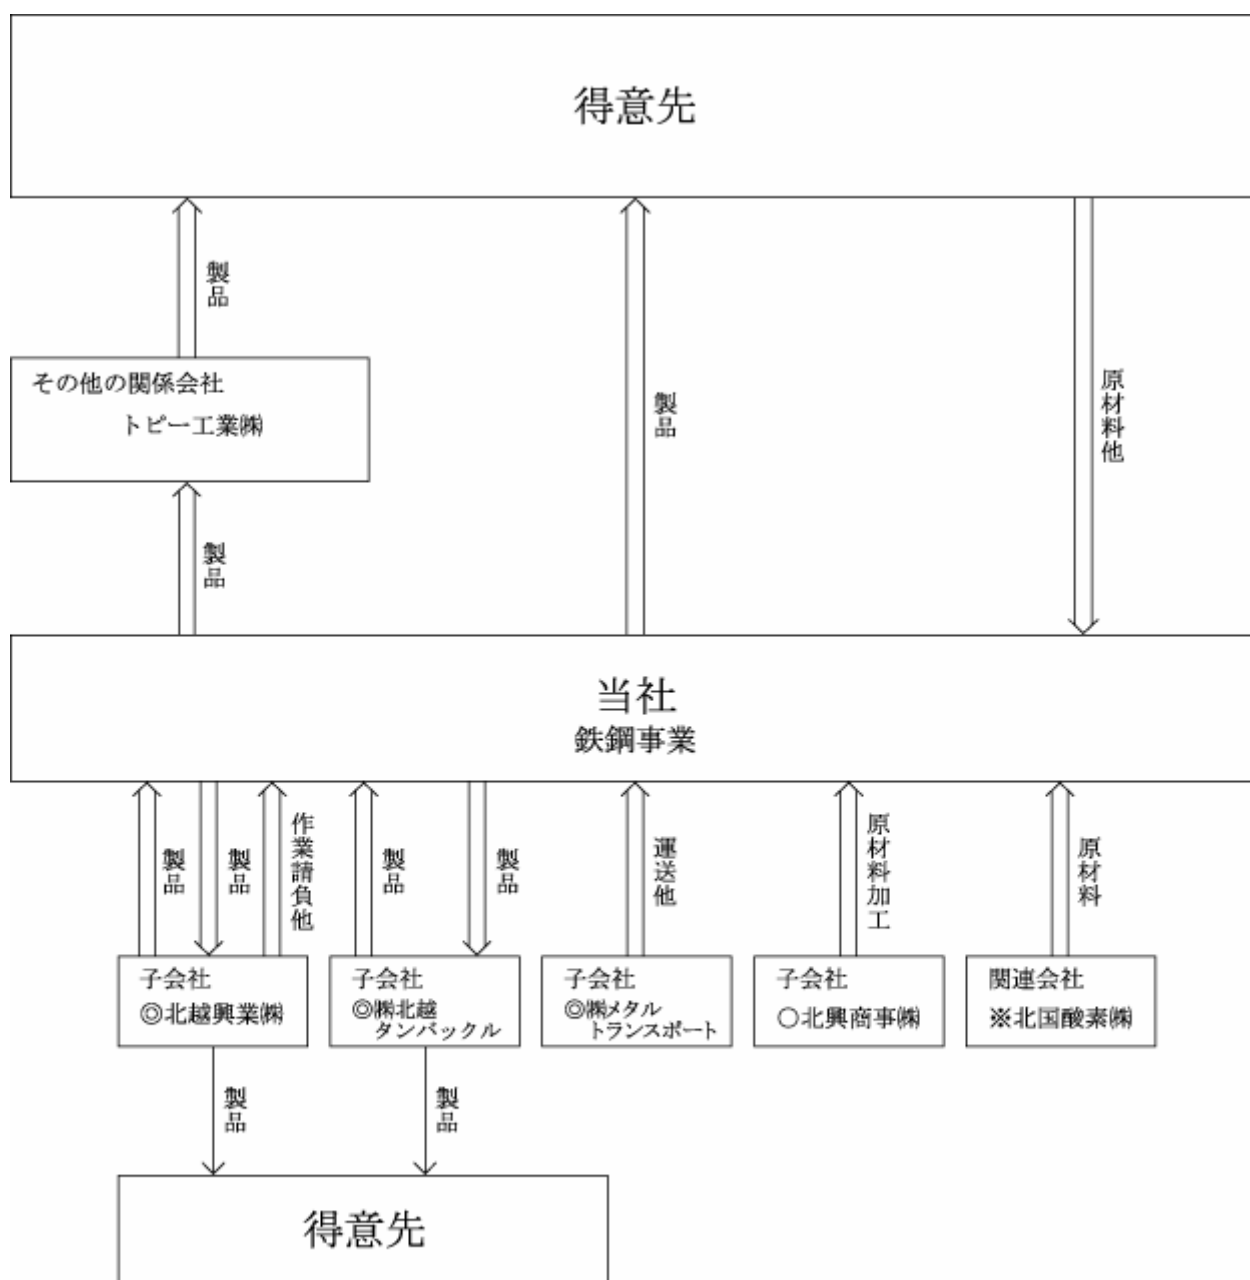 得意先
製品
その他の関係会社
トピー工業㈱
製品
原材料他
製品
当社
鉄鋼事業
製品
製品
作業請負他
製品
製品
運送他
原材料加工
原材料
子会社
◎北越興業㈱
子会社
◎㈱北越
タンバックル
子会社
◎㈱メタル
トランスポート
子会社
○北興商事㈱
関連会社
※北国酸素㈱
製品
製品
得意先